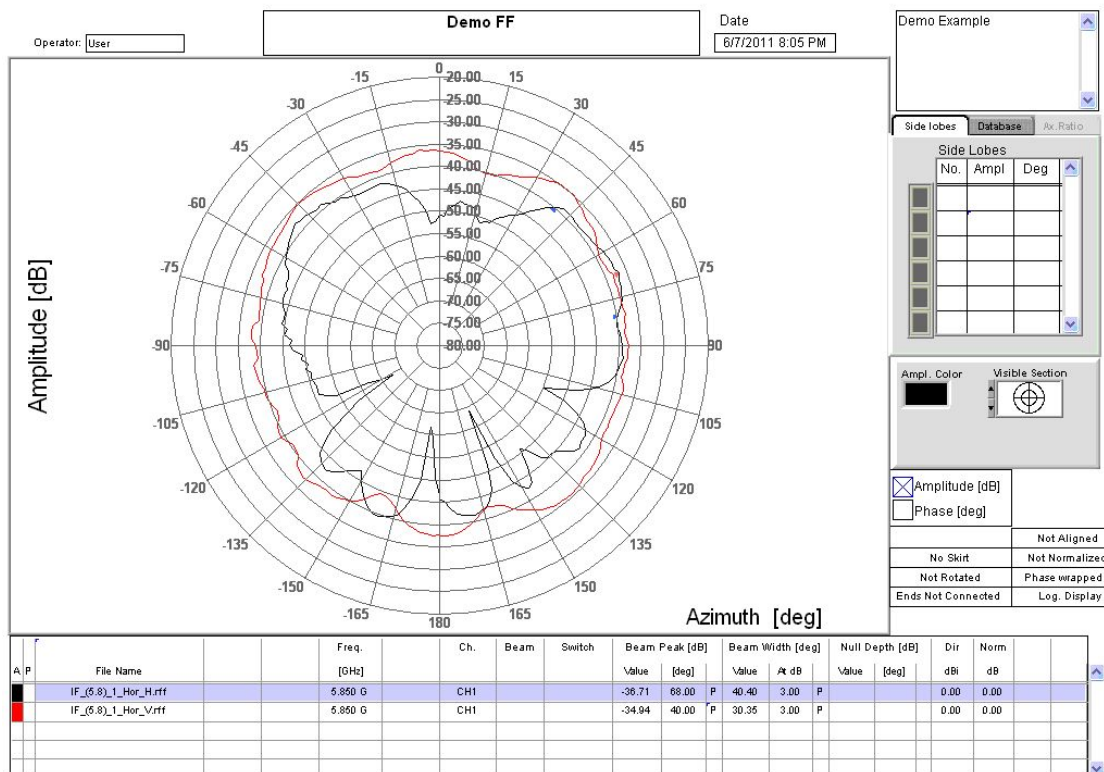 Operator: User
Demo FF
Date
6/7/2011 8:05 PM
Demo Example
Side lobes Database Ax.Ratio
Side Lobes
No. Ampl Deg
Ampl. Color Visible Section
Amplitude [dB]
Phase [deg]
Not Aligned
No Skirt Not Normalized
Not Rotated Phase wrapped
Ends Not Connected Log. Display
Amplitude [dB]
0
-15 15
-30 30
-45 45
-60 60
-75 75
-90 90
-105 105
-120 120
-135 135
-150 150
-165 165
180
-20.00
-25.00
-30.00
-35.00
-40.00
-45.00
-50.00
-55.00
-60.00
-65.00
-70.00
-75.00
-80.00
Azimuth [deg]
Freq. Ch. Beam Switch Beam Peak [dB] Beam Width [deg] Null Depth [dB] Dir Norm
A P File Name [GHz] Value [deg] Value At dB Value [deg] dBi dB
IF_(5.8)_1_Hor_H.rff 5.850 G CH1 -36.71 68.00 P 40.40 3.00 P 0.00 0.00
IF_(5.8)_1_Hor_V.rff 5.850 G CH1 -34.94 40.00 P 30.35 3.00 P 0.00 0.00